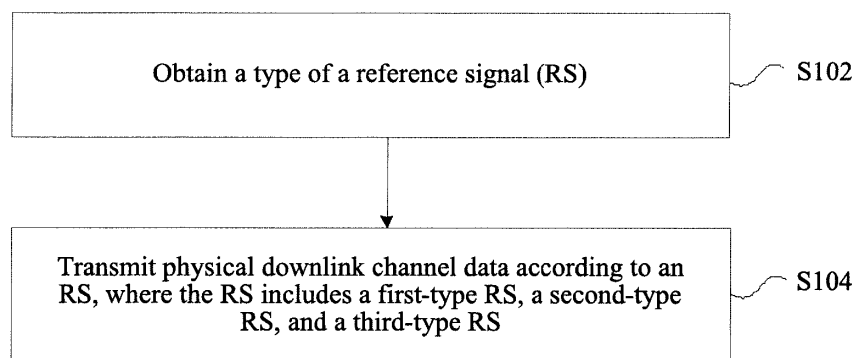 Obtain a type of a reference signal (RS)
S102
Transmit physical downlink channel data according to an
RS, where the RS includes a first-type RS, a second-type
RS, and a third-type RS
S104